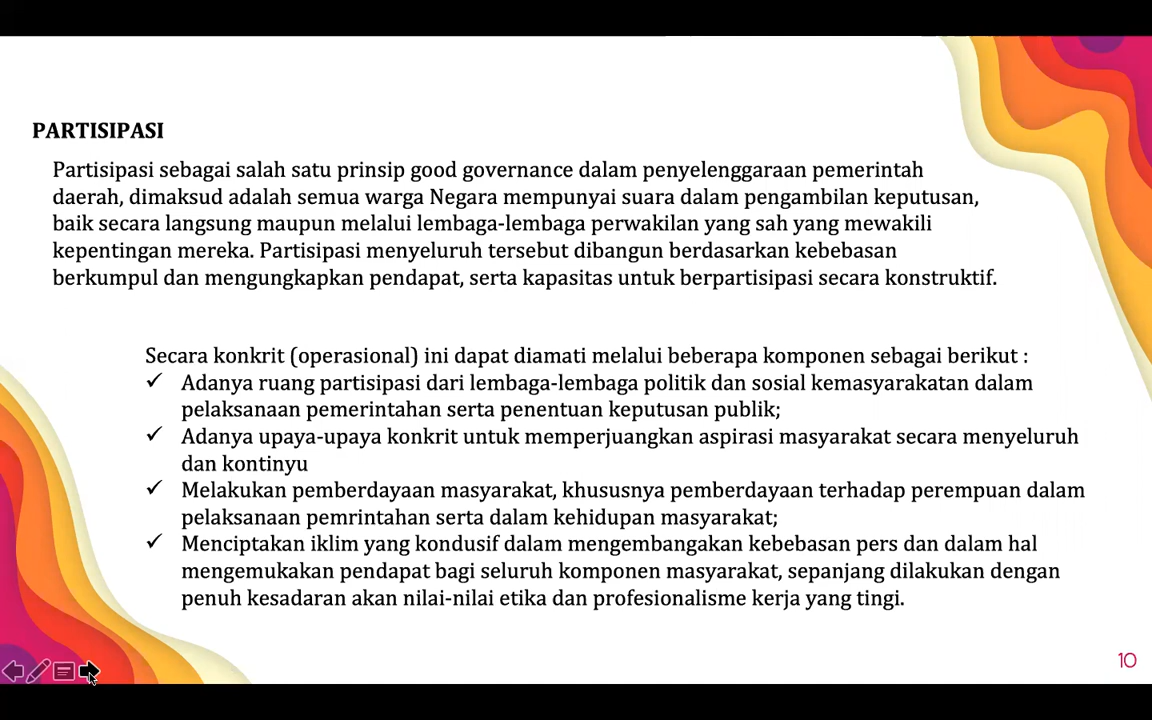 PARTISIPASI
Partisipasi sebagai salah satu prinsip good governance dalam penyelenggaraan pemerintah
daerah, dimaksud adalah semua warga Negara mempunyai suara dalam pengambilan keputusan,
baik secara langsung maupun melalui lembaga-lembaga perwakilan yang sah yang mewakili
kepentingan mereka. Partisipasi menyeluruh tersebut dibangun berdasarkan kebebasan
berkumpul dan mengungkapkan pendapat, serta kapasitas untuk berpartisipasi secara konstruktif.
Secara konkrit (operasional) ini dapat diamati melalui beberapa komponen sebagai berikut :
✓ Adanya ruang partisipasi dari lembaga-lembaga politik dan sosial kemasyarakatan dalam
pelaksanaan pemerintahan serta penentuan keputusan publik;
✓ Adanya upaya-upaya konkrit untuk memperjuangkan aspirasi masyarakat secara menyeluruh
dan kontinyu
✓ Melakukan pemberdayaan masyarakat, khususnya pemberdayaan terhadap perempuan dalam
pelaksanaan pemrintahan serta dalam kehidupan masyarakat;
✓ Menciptakan iklim yang kondusif dalam mengembangakan kebebasan pers dan dalam hal
mengemukakan pendapat bagi seluruh komponen masyarakat, sepanjang dilakukan dengan
penuh kesadaran akan nilai-nilai etika dan profesionalisme kerja yang tingi.
10